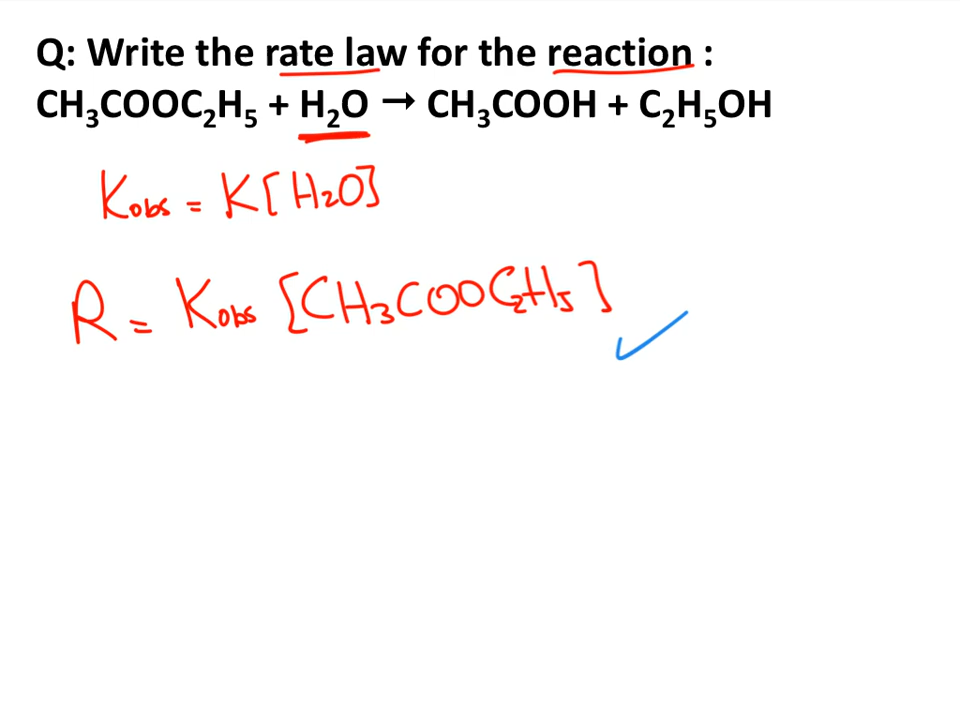 Q: Write the rate law for the reaction :
CH₃COOC₂H₅ + H₂O → CH₃COOH + C₂H₅OH
Kobs = K[H₂O]
R = Kobs [CH₃COOC₂H₅]